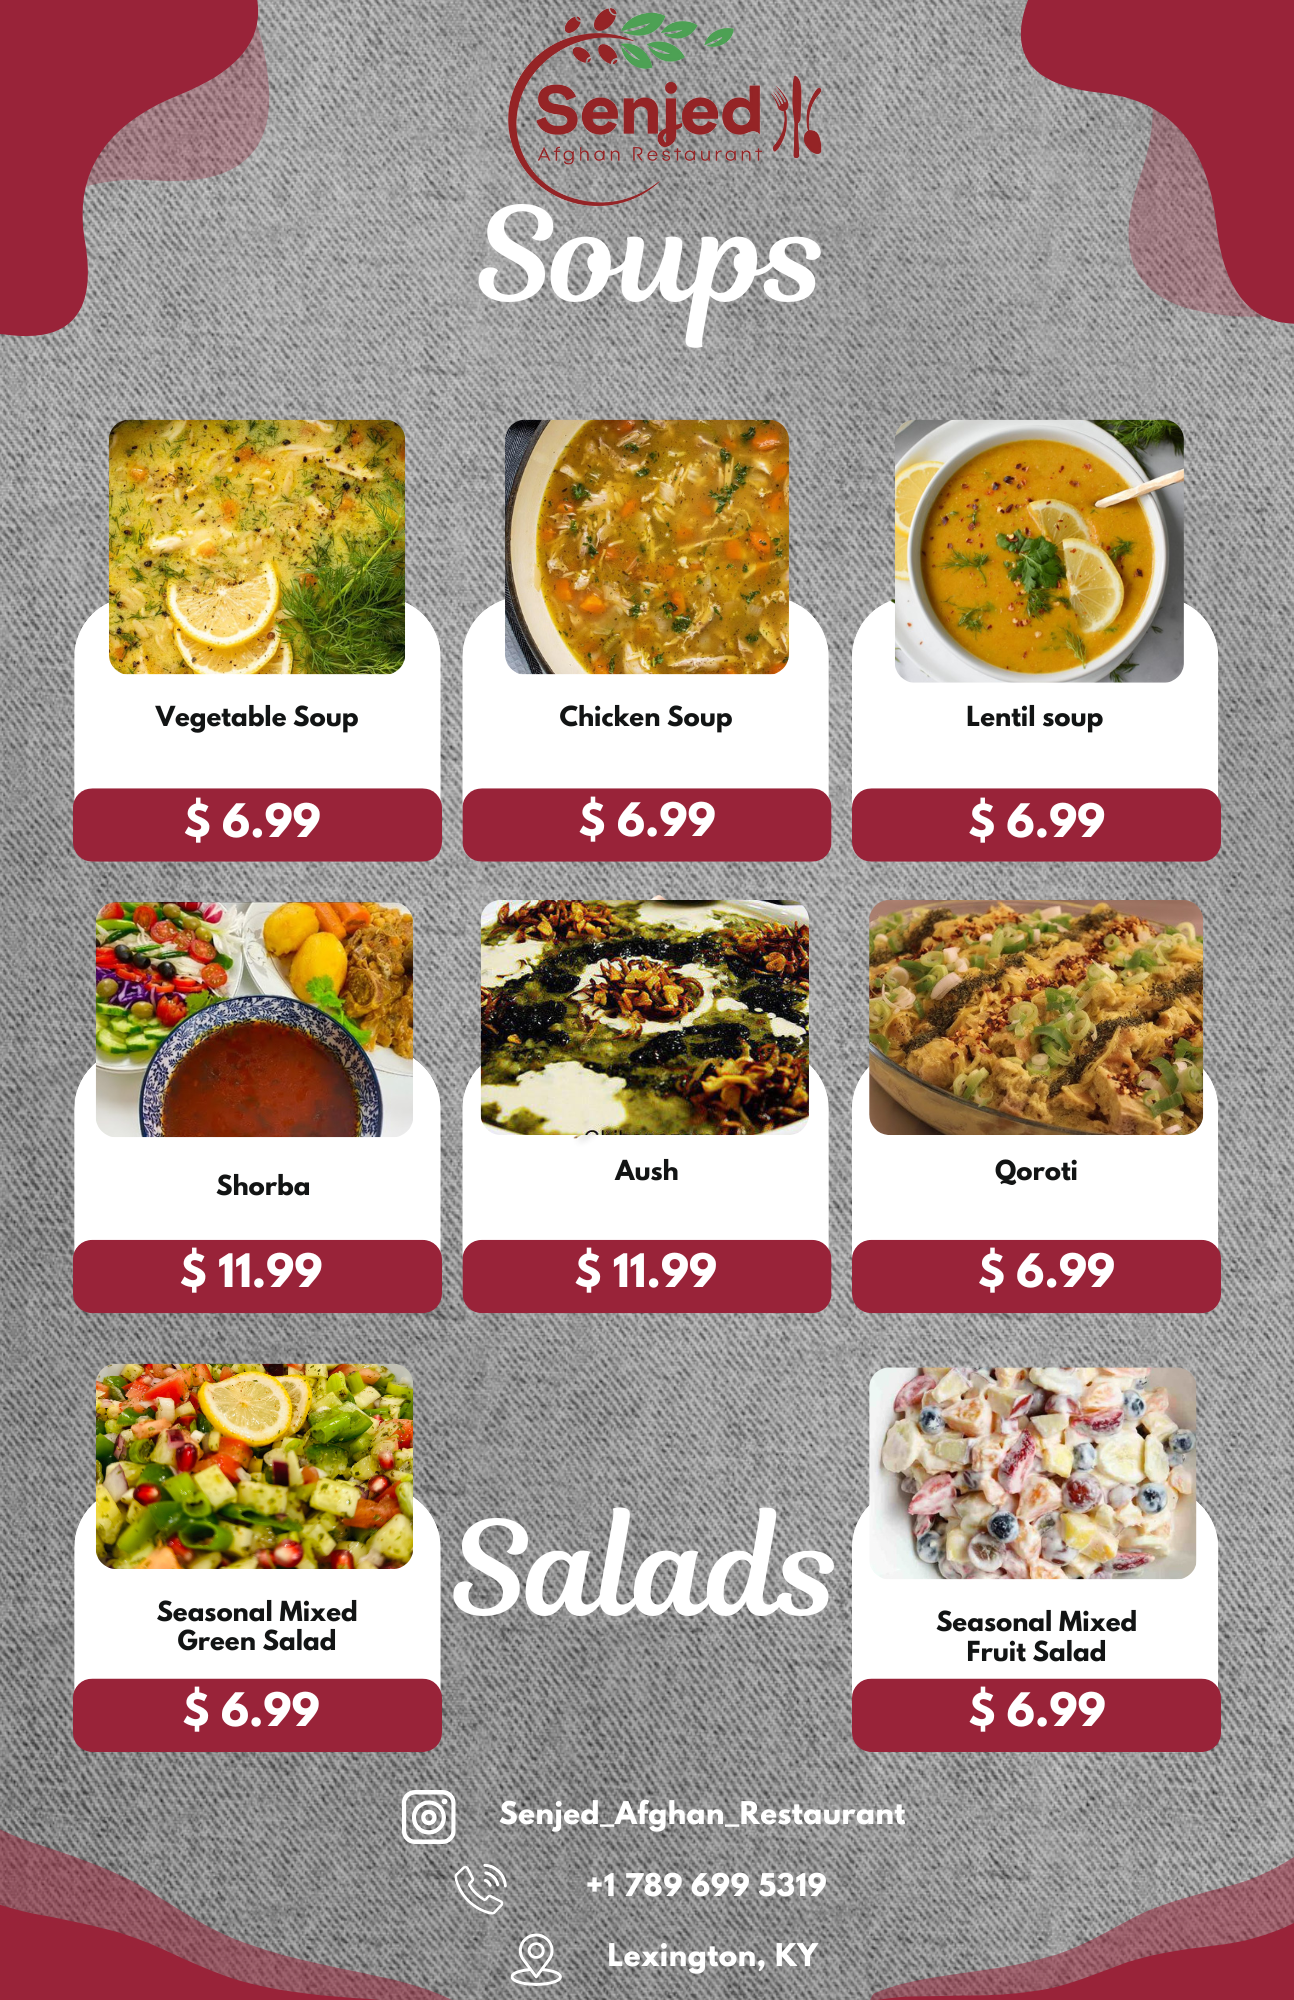 Senjed
Afghan Restaurant
Soups
Vegetable Soup
$ 6.99
Chicken Soup
$ 6.99
Lentil soup
$ 6.99
Shorba
$ 11.99
Aush
$ 11.99
Qoroti
$ 6.99
Seasonal Mixed
Green Salad
$ 6.99
Salads
Seasonal Mixed
Fruit Salad
$ 6.99
Senjed_Afghan_Restaurant
+1 789 699 5319
Lexington, KY